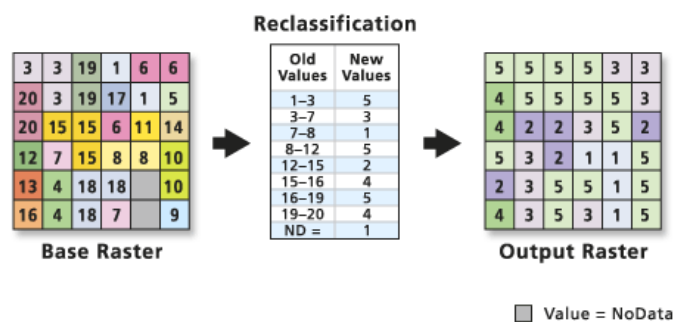 Reclassification
Old Values New Values
1–3 5
3–7 3
7–8 1
8–12 5
12–15 2
15–16 4
16–19 5
19–20 4
ND = 1
3 3 19 1 6 6
20 3 19 17 1 5
20 15 15 6 11 14
12 7 15 8 8 10
13 4 18 18 10
16 4 18 7 9
Base Raster
5 5 5 5 3 3
4 5 5 5 5 3
4 2 2 3 5 2
5 3 2 1 1 5
2 3 5 5 1 5
4 3 5 3 1 5
Output Raster
Value = NoData